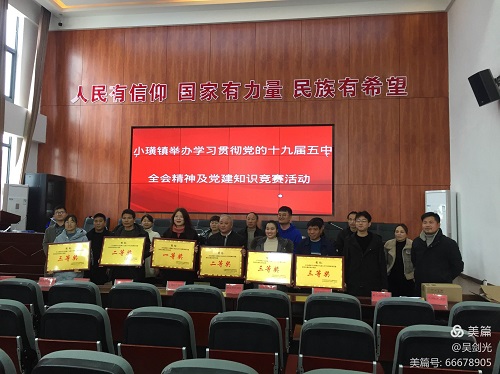 人民有信仰 国家有力量 民族有希望
小璜镇举办学习贯彻党的十九届五中
全会精神及党建知识竞赛活动
三等奖
二等奖
一等奖
二等奖
三等奖
三等奖
美篇
@吴剑光
美篇号: 66678905